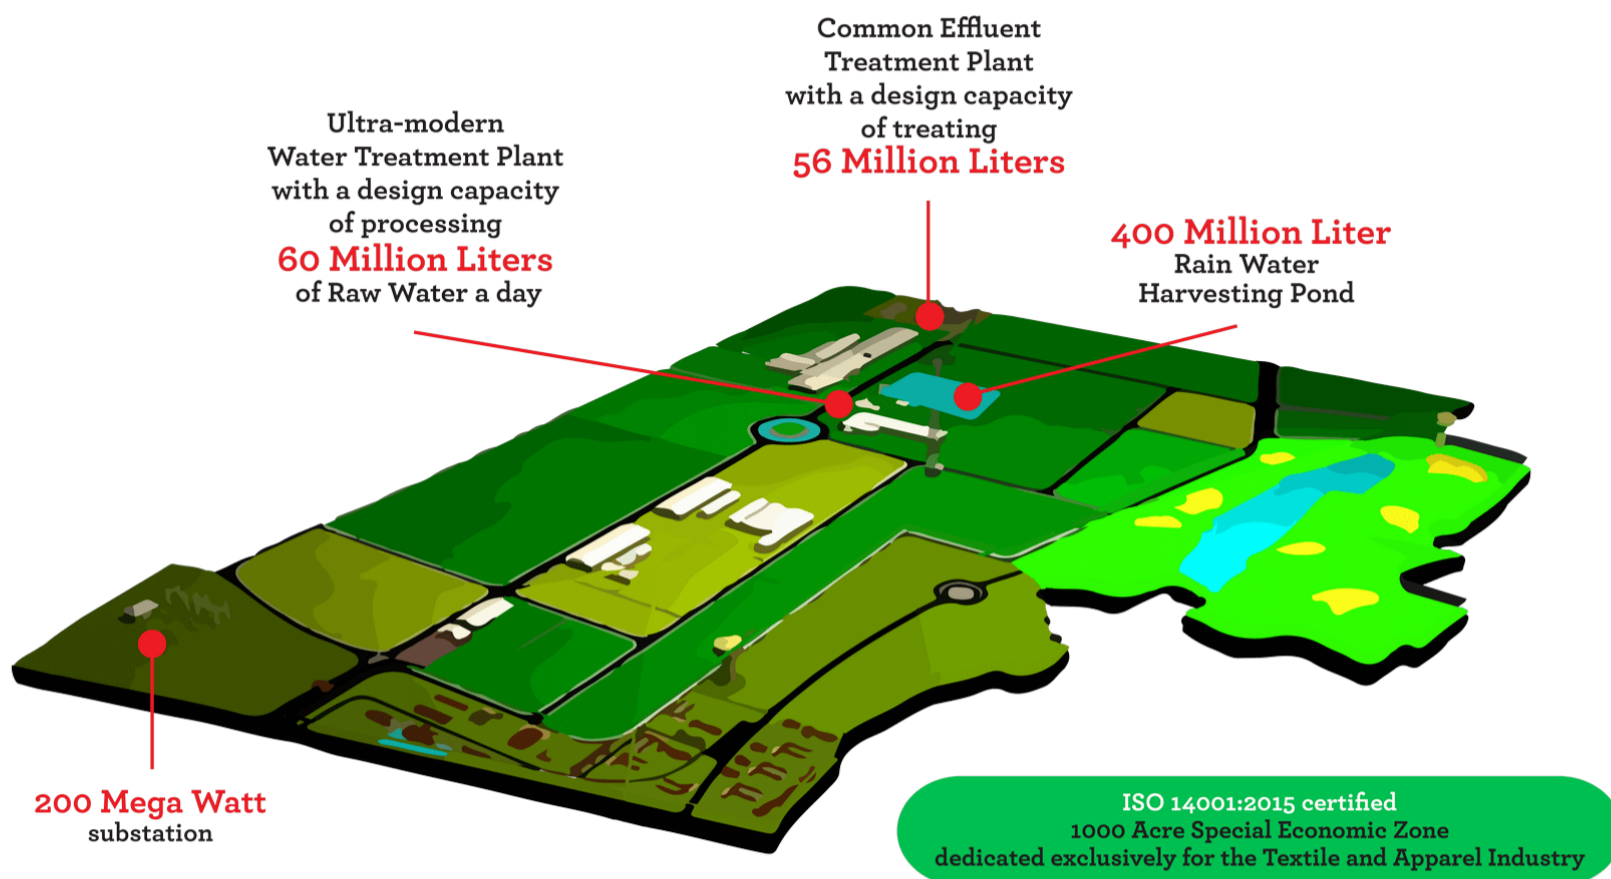 Common Effluent
Treatment Plant
with a design capacity
of treating
56 Million Liters
Ultra-modern
Water Treatment Plant
with a design capacity
of processing
60 Million Liters
of Raw Water a day
400 Million Liter
Rain Water
Harvesting Pond
200 Mega Watt
substation
ISO 14001:2015 certified
1000 Acre Special Economic Zone
dedicated exclusively for the Textile and Apparel Industry